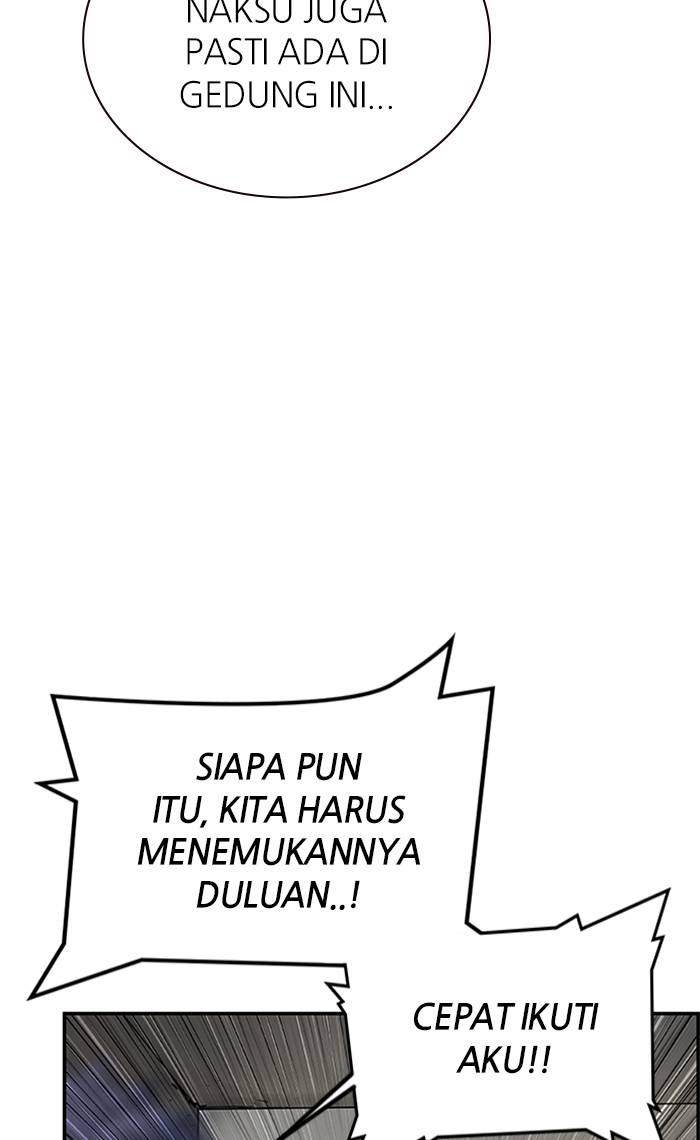 NAKSU JUGA
PASTI ADA DI
GEDUNG INI...
SIAPA PUN
ITU, KITA HARUS
MENEMUKANNYA
DULUAN..!
CEPAT IKUTI
AKU!!